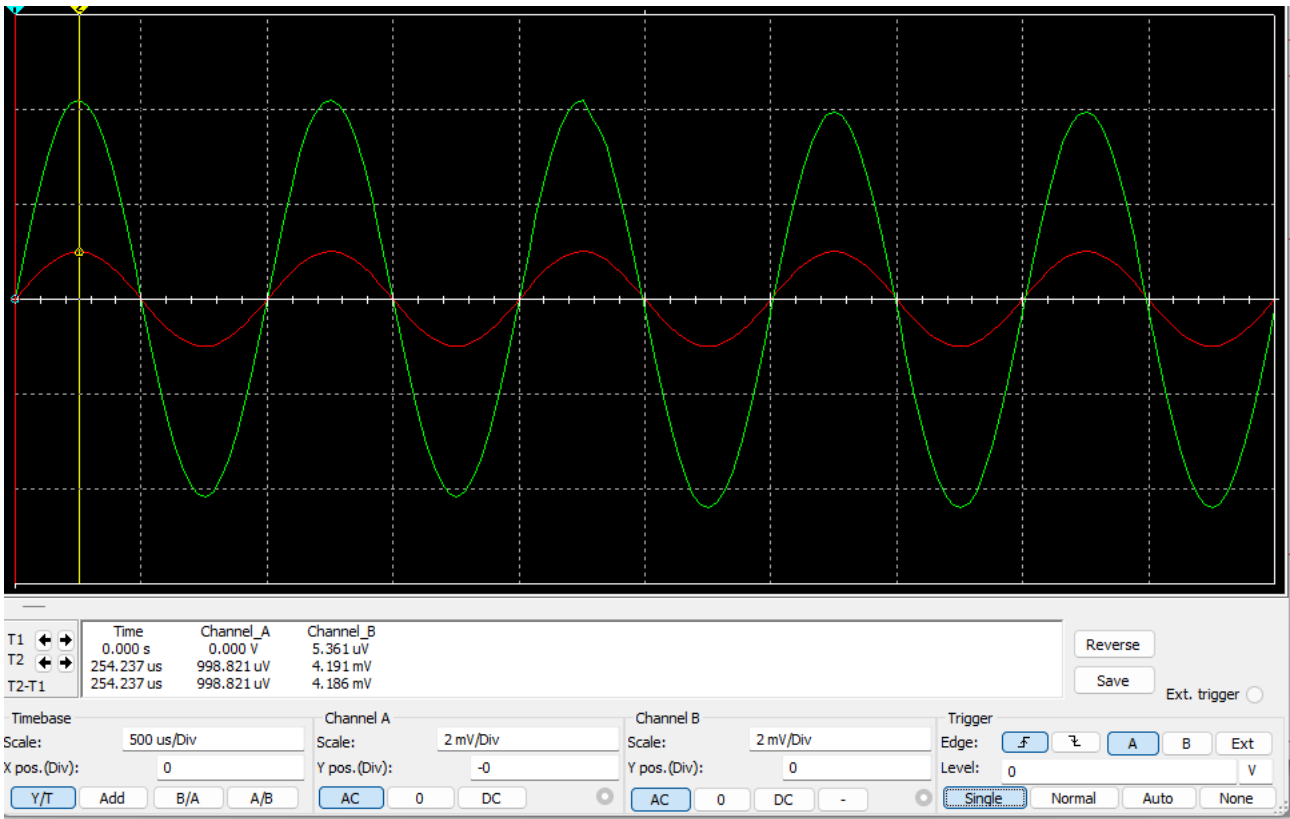 1 2
T1 Time Channel_A Channel_B
0.000 s 0.000 V 5.361 uV
T2 254.237 us 998.821 uV 4.191 mV
T2-T1 254.237 us 998.821 uV 4.186 mV
Reverse
Save
Ext. trigger
Timebase Channel A Channel B Trigger
Scale: 500 us/Div Scale: 2 mV/Div Scale: 2 mV/Div Edge: A B Ext
X pos.(Div): 0 Y pos.(Div): -0 Y pos.(Div): 0 Level: 0 V
Y/T Add B/A A/B AC 0 DC AC 0 DC - Single Normal Auto None